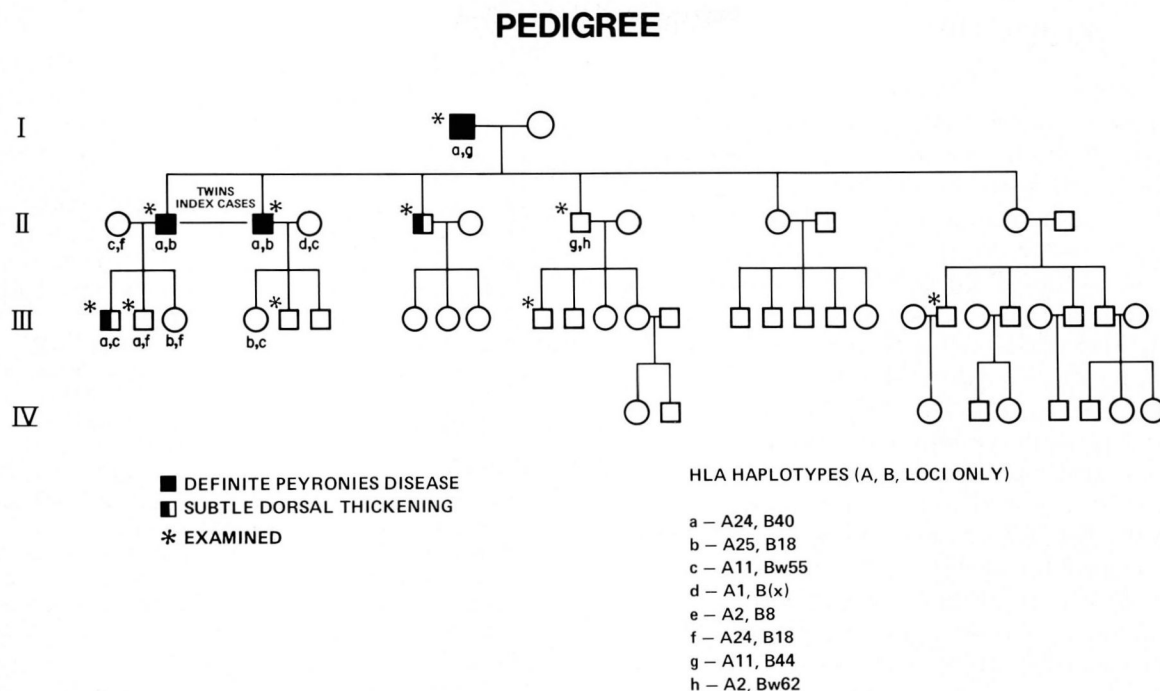 PEDIGREE
I
*
a,g
TWINS
INDEX CASES
II
* * * *
c,f a,b a,b d,c g,h
III
* * * * *
a,c a,f b,f b,c
IV
DEFINITE PEYRONIES DISEASE
SUBTLE DORSAL THICKENING
* EXAMINED
HLA HAPLOTYPES (A, B, LOCI ONLY)
a – A24, B40
b – A25, B18
c – A11, Bw55
d – A1, B(x)
e – A2, B8
f – A24, B18
g – A11, B44
h – A2, Bw62